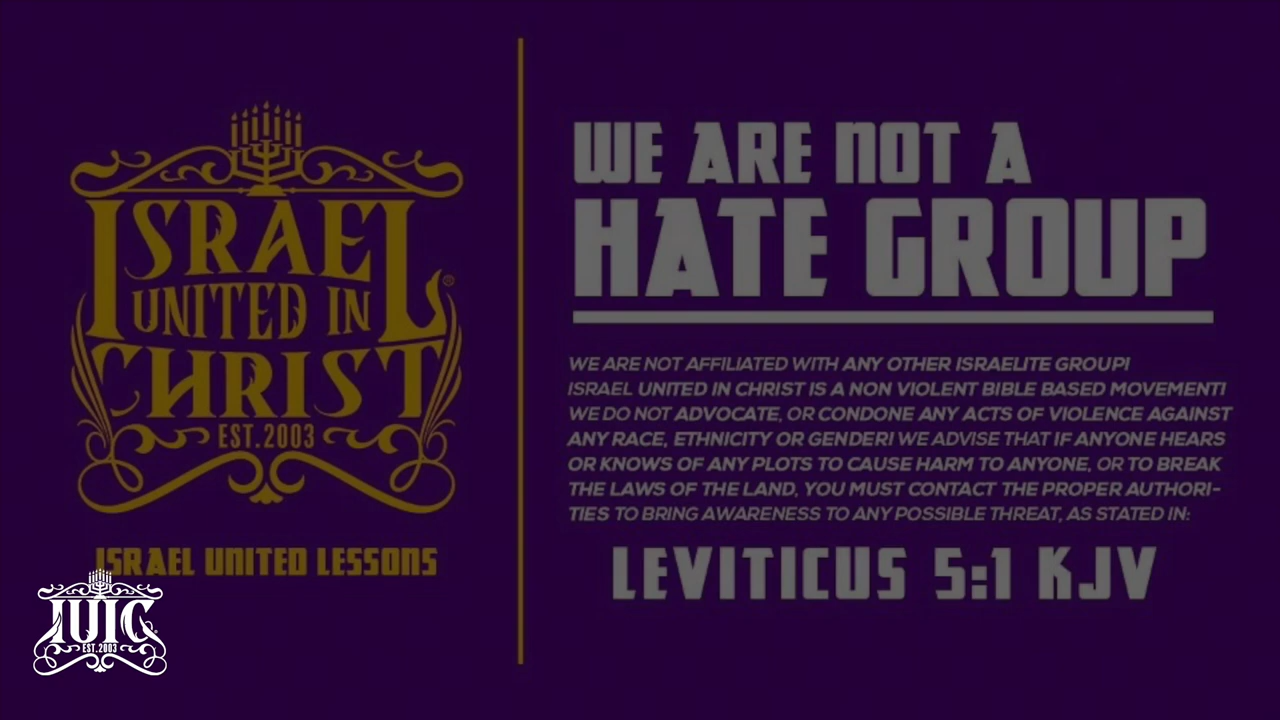 ISRAEL
UNITED IN
CHRIST
EST.2003
ISRAEL UNITED LESSONS
WE ARE NOT A
HATE GROUP
WE ARE NOT AFFILIATED WITH ANY OTHER ISRAELITE GROUP!
ISRAEL UNITED IN CHRIST IS A NON VIOLENT BIBLE BASED MOVEMENT!
WE DO NOT ADVOCATE, OR CONDONE ANY ACTS OF VIOLENCE AGAINST
ANY RACE, ETHNICITY OR GENDER! WE ADVISE THAT IF ANYONE HEARS
OR KNOWS OF ANY PLOTS TO CAUSE HARM TO ANYONE, OR TO BREAK
THE LAWS OF THE LAND, YOU MUST CONTACT THE PROPER AUTHORI-
TIES TO BRING AWARENESS TO ANY POSSIBLE THREAT, AS STATED IN:
LEVITICUS 5:1 KJV
IUIC
EST.2003